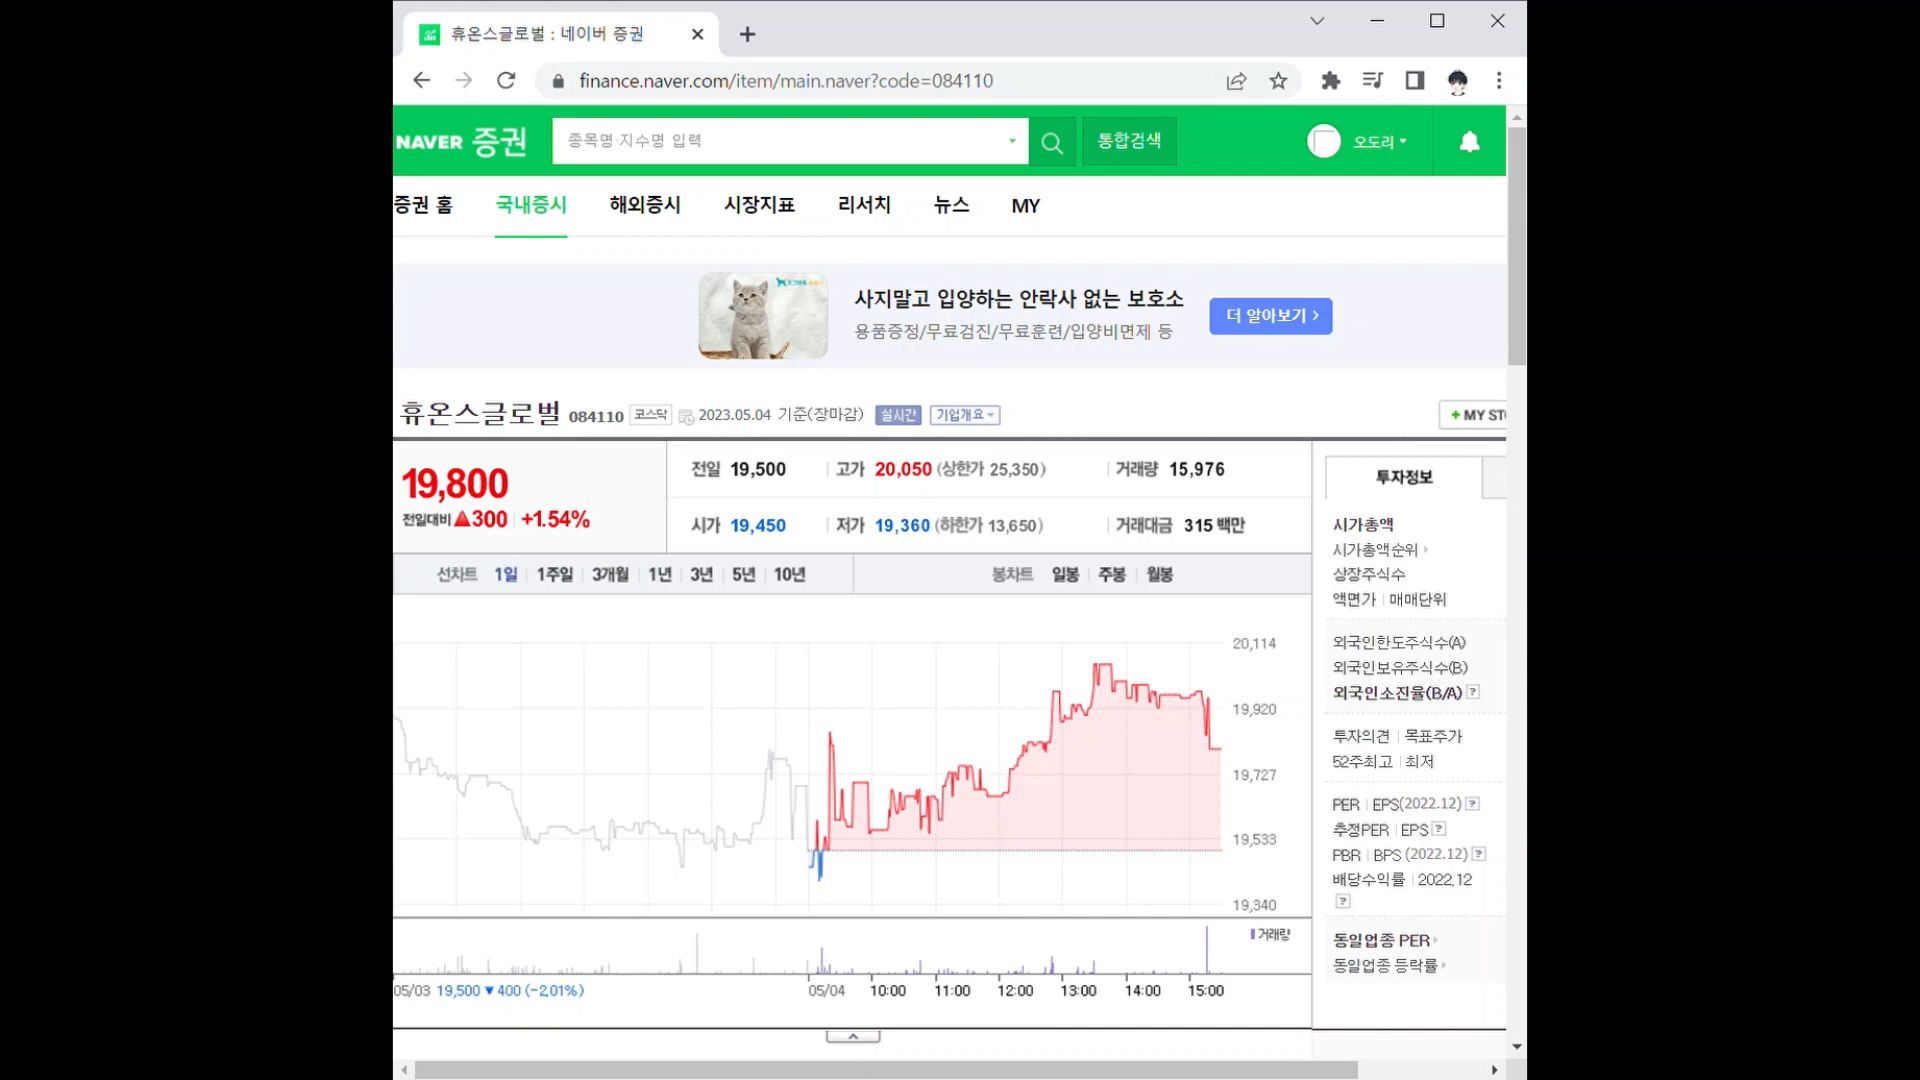 휴온스글로벌 : 네이버 증권
finance.naver.com/item/main.naver?code=084110
NAVER 증권
종목명·지수명 입력
통합검색
오도리
증권 홈 국내증시 해외증시 시장지표 리서치 뉴스 MY
사지말고 입양하는 안락사 없는 보호소
용품증정/무료검진/무료훈련/입양비면제 등
더 알아보기 >
휴온스글로벌 084110 코스닥 2023.05.04 기준(장마감) 실시간 기업개요
+ MY ST
19,800
전일대비 ▲300 +1.54%
전일 19,500 고가 20,050 (상한가 25,350) 거래량 15,976
시가 19,450 저가 19,360 (하한가 13,650) 거래대금 315 백만
선차트 1일 1주일 3개월 1년 3년 5년 10년
봉차트 일봉 주봉 월봉
20,114
19,920
19,727
19,533
19,340
거래량
05/03 19,500 ▼ 400 (-2.01%) 05/04 10:00 11:00 12:00 13:00 14:00 15:00
투자정보
시가총액
시가총액순위
상장주식수
액면가 매매단위
외국인한도주식수(A)
외국인보유주식수(B)
외국인소진율(B/A) ?
투자의견 목표주가
52주최고 최저
PER EPS(2022.12) ?
추정PER EPS ?
PBR BPS (2022.12) ?
배당수익률 2022.12
?
동일업종 PER
동일업종 등락률